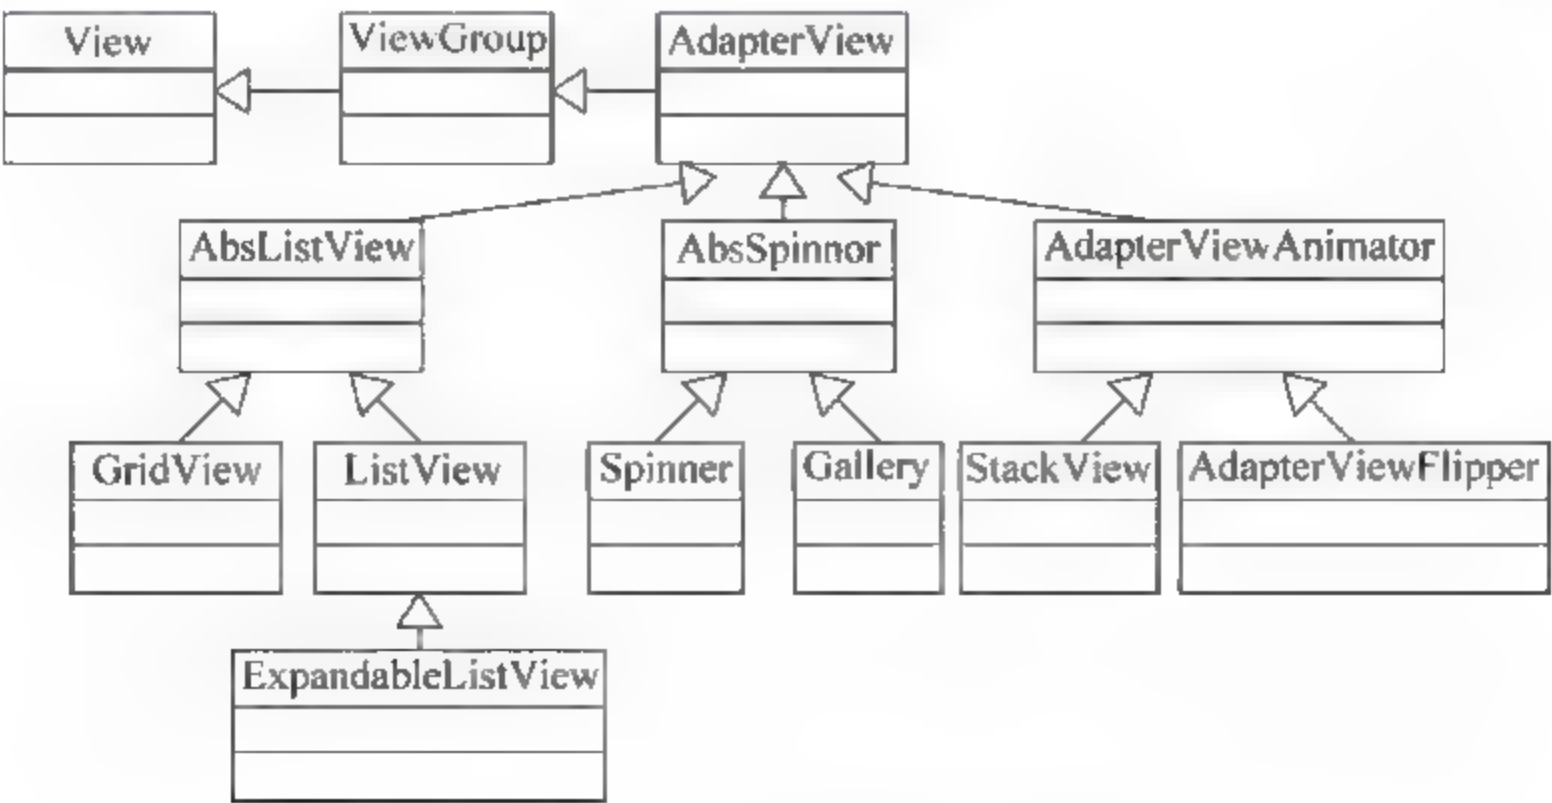 View
ViewGroup
AdapterView
AbsListView
AbsSpinnor
AdapterViewAnimator
GridView
ListView
Spinner
Gallery
StackView
AdapterViewFlipper
ExpandableListView